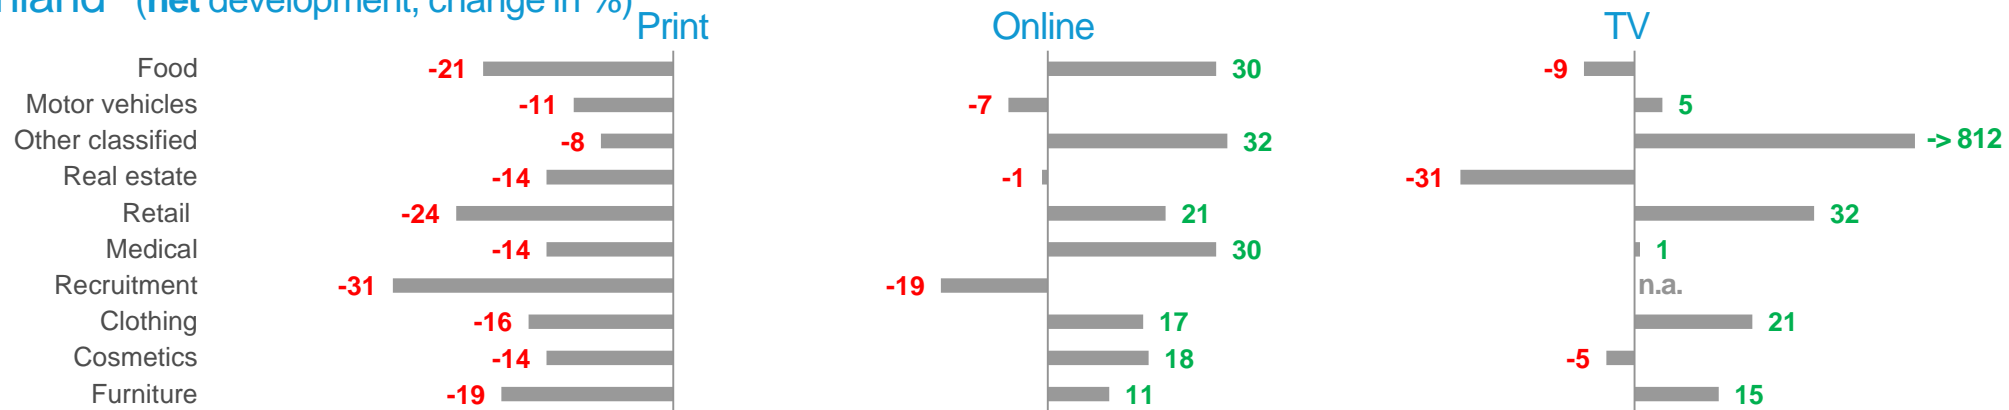 (net development, change in %)
Print Online TV
Food -21 30 -9
Motor vehicles -11 -7 5
Other classified -8 32 -> 812
Real estate -14 -1 -31
Retail -24 21 32
Medical -14 30 1
Recruitment -31 -19 n.a.
Clothing -16 17 21
Cosmetics -14 18 -5
Furniture -19 11 15